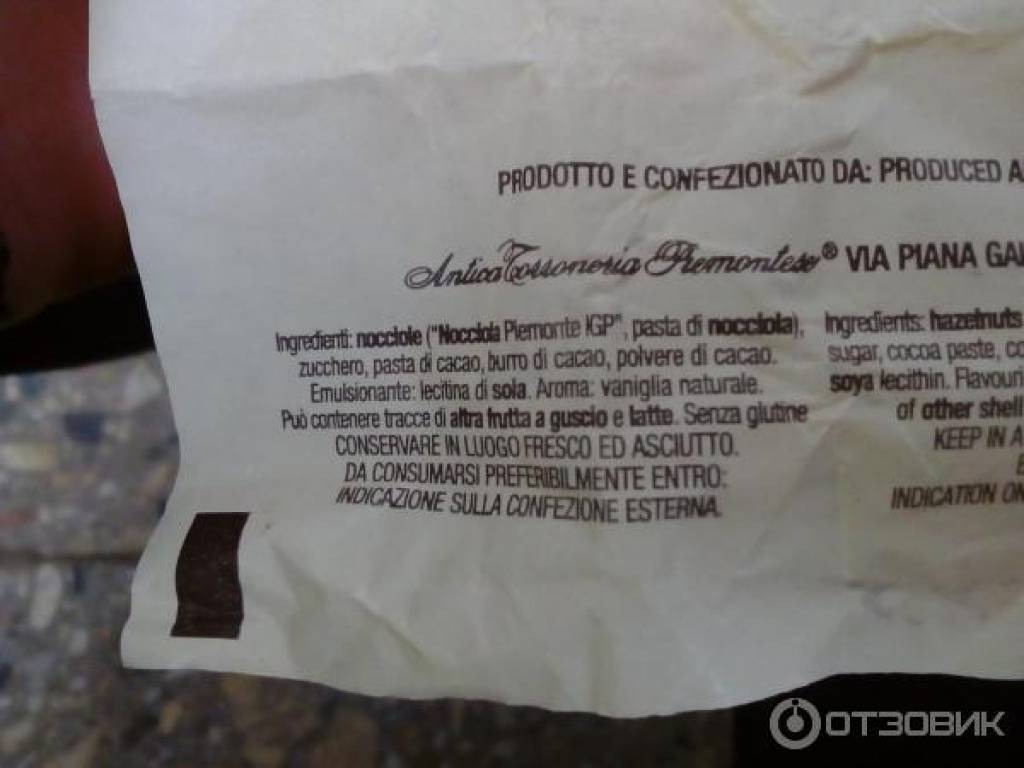 PRODOTTO E CONFEZIONATO DA: PRODUCED A
Antica Torroneria Piemontese® VIA PIANA GAL
Ingredienti: nocciole ("Nocciola Piemonte IGP", pasta di nocciola),
zucchero, pasta di cacao, burro di cacao, polvere di cacao.
Emulsionante: lecitina di soia. Aroma: vaniglia naturale.
Può contenere tracce di altra frutta a guscio e latte. Senza glutine
CONSERVARE IN LUOGO FRESCO ED ASCIUTTO.
DA CONSUMARSI PREFERIBILMENTE ENTRO:
INDICAZIONE SULLA CONFEZIONE ESTERNA.
Ingredients: hazelnuts
sugar, cocoa paste, co
soya lecithin. Flavouri
of other shell
KEEP IN A
INDICATION ON
ОТЗОВИК